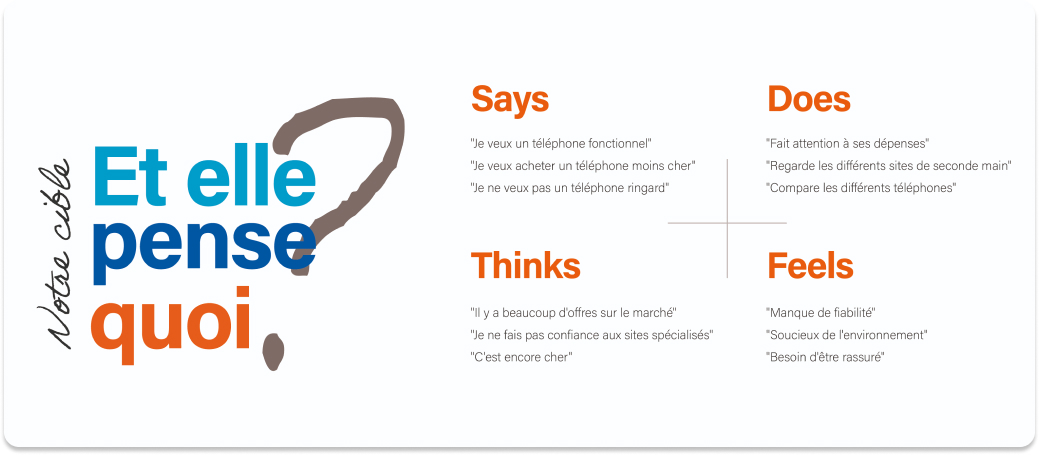 Notre cible
Et elle
pense
quoi
?
Says
"Je veux un téléphone fonctionnel"
"Je veux acheter un téléphone moins cher"
"Je ne veux pas un téléphone ringard"
Does
"Fait attention à ses dépenses"
"Regarde les différents sites de seconde main"
"Compare les différents téléphones"
Thinks
"Il y a beaucoup d'offres sur le marché"
"Je ne fais pas confiance aux sites spécialisés"
"C'est encore cher"
Feels
"Manque de fiabilité"
"Soucieux de l'environnement"
"Besoin d'être rassuré"